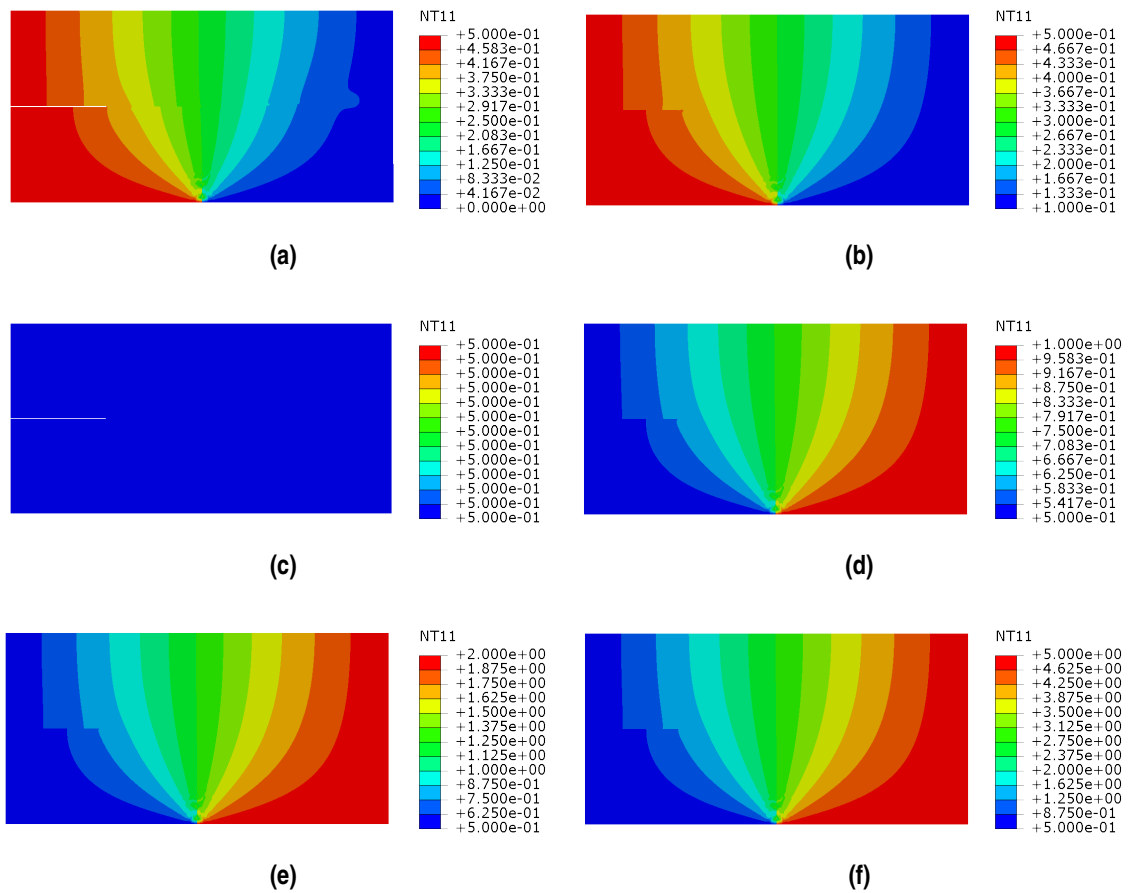 NT11
+5.000e-01
+4.583e-01
+4.167e-01
+3.750e-01
+3.333e-01
+2.917e-01
+2.500e-01
+2.083e-01
+1.667e-01
+1.250e-01
+8.333e-02
+4.167e-02
+0.000e+00
(a)
NT11
+5.000e-01
+4.667e-01
+4.333e-01
+4.000e-01
+3.667e-01
+3.333e-01
+3.000e-01
+2.667e-01
+2.333e-01
+2.000e-01
+1.667e-01
+1.333e-01
+1.000e-01
(b)
NT11
+5.000e-01
+5.000e-01
+5.000e-01
+5.000e-01
+5.000e-01
+5.000e-01
+5.000e-01
+5.000e-01
+5.000e-01
+5.000e-01
+5.000e-01
+5.000e-01
+5.000e-01
(c)
NT11
+1.000e+00
+9.583e-01
+9.167e-01
+8.750e-01
+8.333e-01
+7.917e-01
+7.500e-01
+7.083e-01
+6.667e-01
+6.250e-01
+5.833e-01
+5.417e-01
+5.000e-01
(d)
NT11
+2.000e+00
+1.875e+00
+1.750e+00
+1.625e+00
+1.500e+00
+1.375e+00
+1.250e+00
+1.125e+00
+1.000e+00
+8.750e-01
+7.500e-01
+6.250e-01
+5.000e-01
(e)
NT11
+5.000e+00
+4.625e+00
+4.250e+00
+3.875e+00
+3.500e+00
+3.125e+00
+2.750e+00
+2.375e+00
+2.000e+00
+1.625e+00
+1.250e+00
+8.750e-01
+5.000e-01
(f)